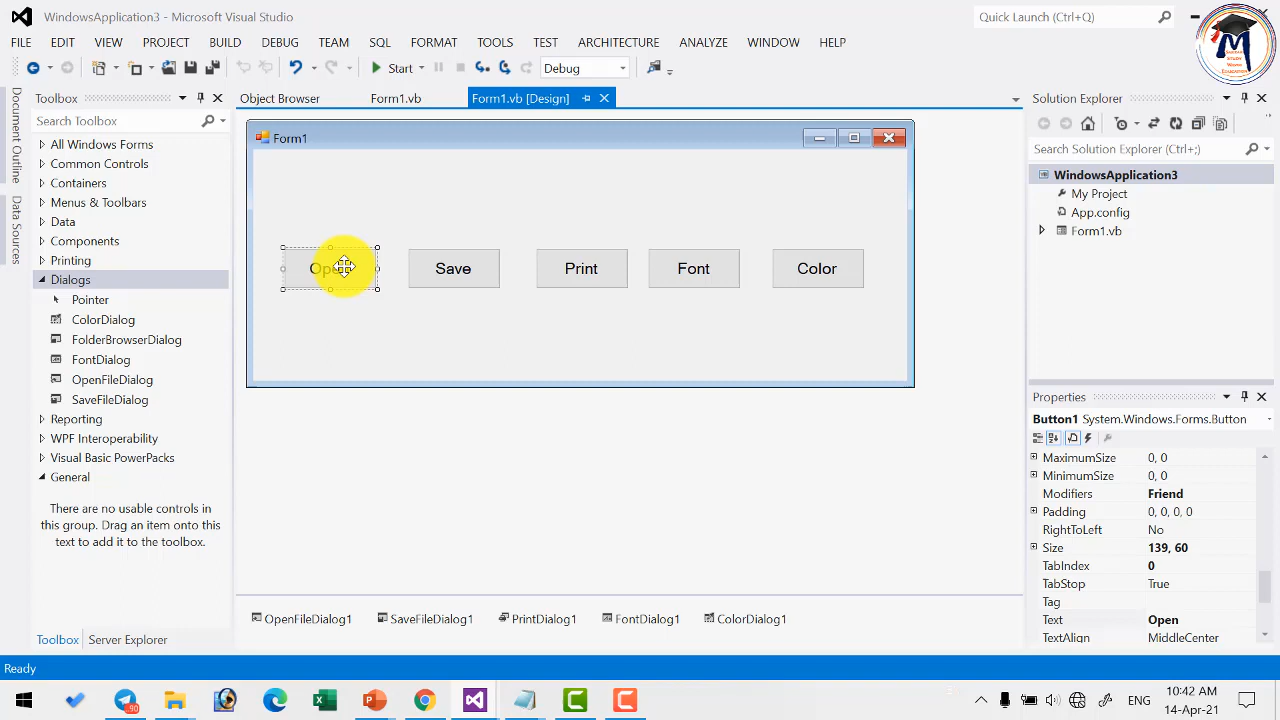 WindowsApplication3 - Microsoft Visual Studio
Quick Launch (Ctrl+Q)
FILE EDIT VIEW PROJECT BUILD DEBUG TEAM SQL FORMAT TOOLS TEST ARCHITECTURE ANALYZE WINDOW HELP
Start Debug
Document Outline
Data Sources
Toolbox
Search Toolbox
All Windows Forms
Common Controls
Containers
Menus & Toolbars
Data
Components
Printing
Dialogs
Pointer
ColorDialog
FolderBrowserDialog
FontDialog
OpenFileDialog
SaveFileDialog
Reporting
WPF Interoperability
Visual Basic PowerPacks
General
There are no usable controls in
this group. Drag an item onto this
text to add it to the toolbox.
Toolbox Server Explorer
Object Browser Form1.vb Form1.vb [Design]
Form1
Open Save Print Font Color
OpenFileDialog1 SaveFileDialog1 PrintDialog1 FontDialog1 ColorDialog1
Solution Explorer
Search Solution Explorer (Ctrl+;)
WindowsApplication3
My Project
App.config
Form1.vb
Properties
Button1 System.Windows.Forms.Button
MaximumSize 0, 0
MinimumSize 0, 0
Modifiers Friend
Padding 0, 0, 0, 0
RightToLeft No
Size 139, 60
TabIndex 0
TabStop True
Tag
Text Open
TextAlign MiddleCenter
Ready
90
ENG
10:42 AM
14-Apr-21